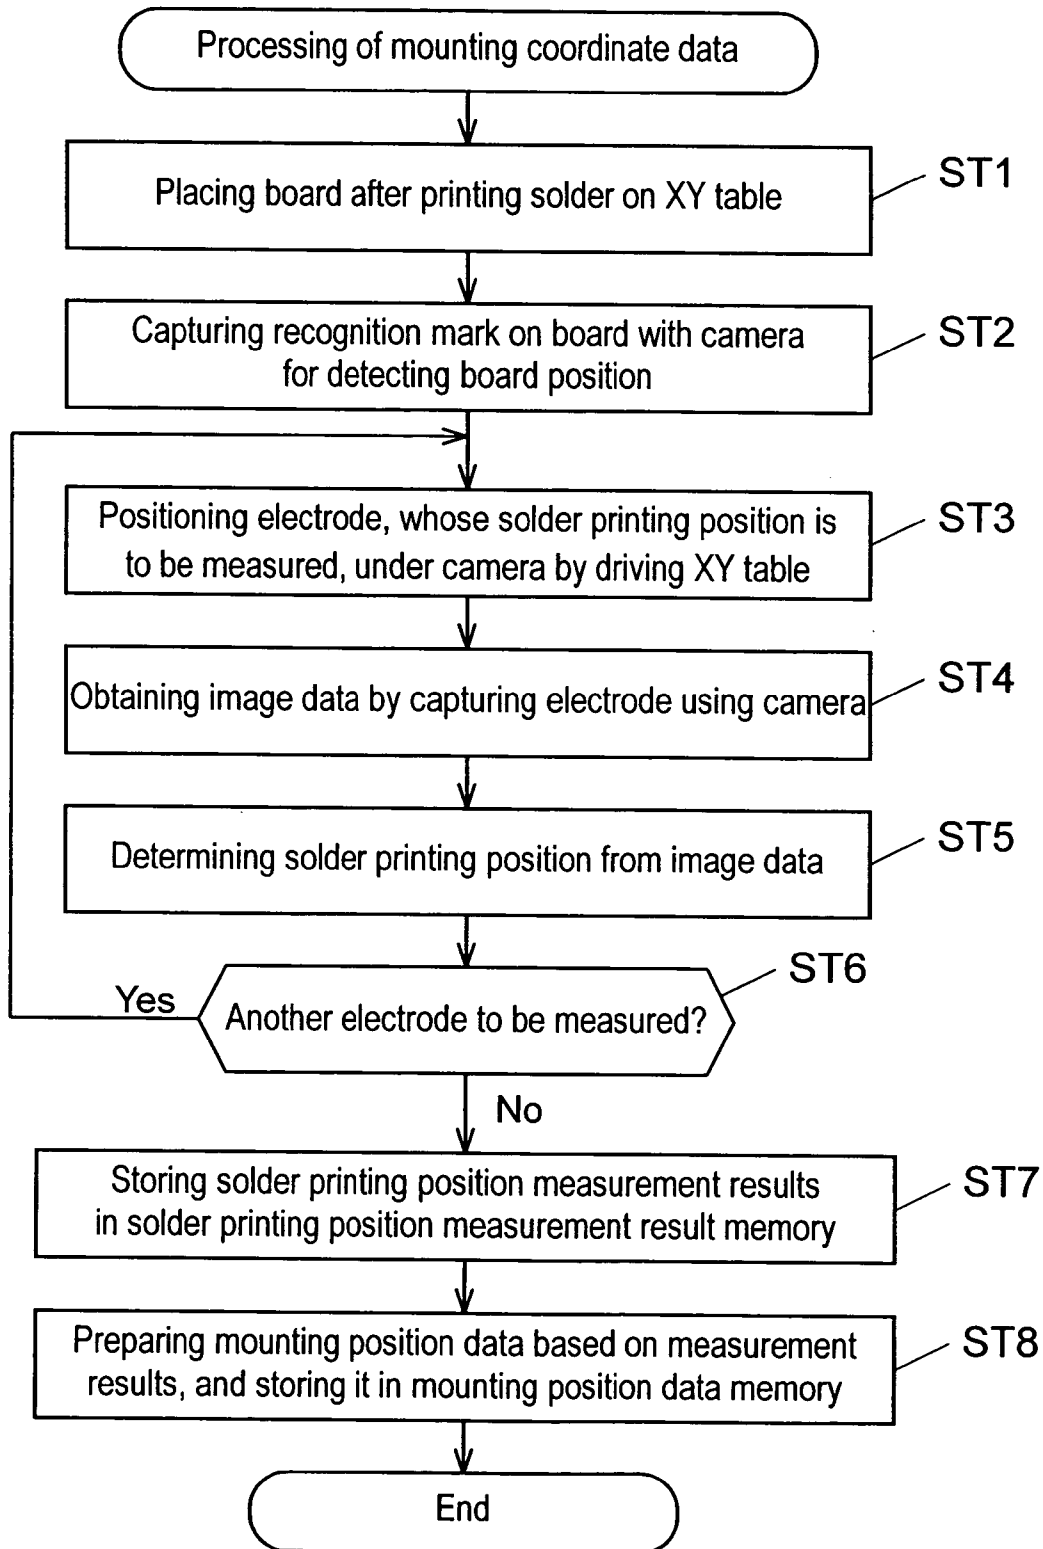 Processing of mounting coordinate data
Placing board after printing solder on XY table
ST1
Capturing recognition mark on board with camera
for detecting board position
ST2
Positioning electrode, whose solder printing position is
to be measured, under camera by driving XY table
ST3
Obtaining image data by capturing electrode using camera
ST4
Determining solder printing position from image data
ST5
Another electrode to be measured?
ST6
Yes
No
Storing solder printing position measurement results
in solder printing position measurement result memory
ST7
Preparing mounting position data based on measurement
results, and storing it in mounting position data memory
ST8
End